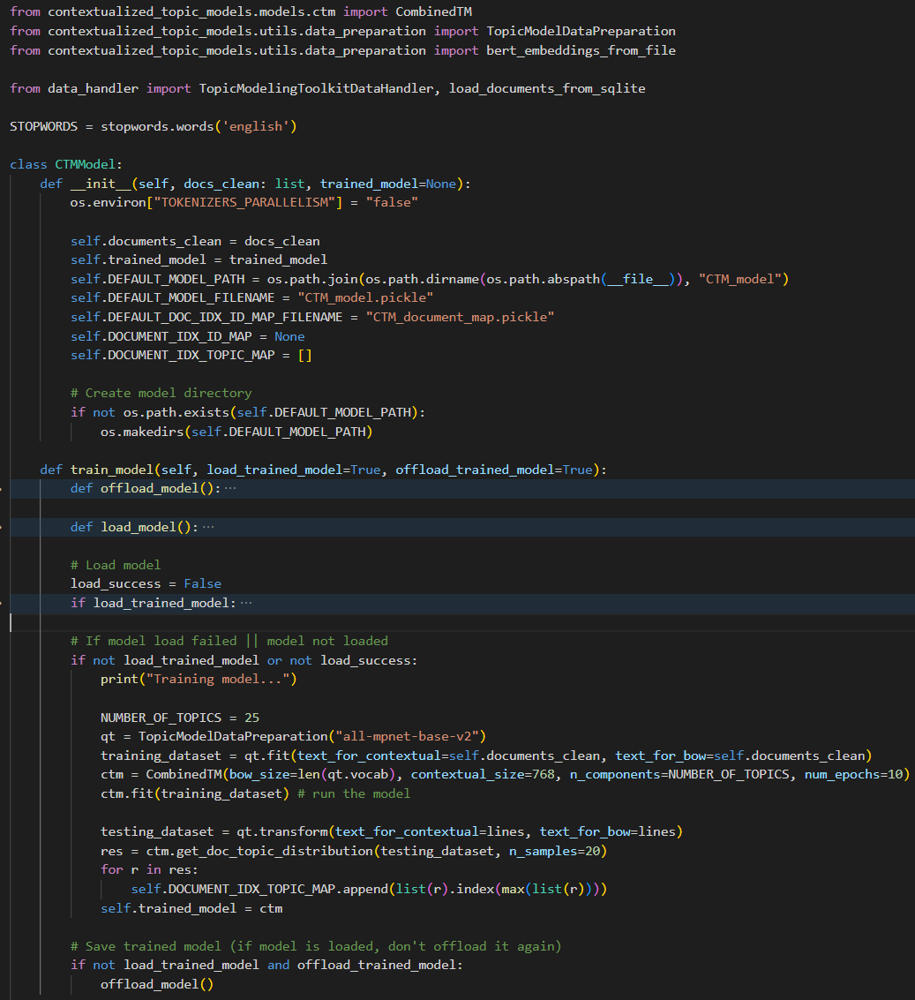 from contextualized_topic_models.models.ctm import CombinedTM
from contextualized_topic_models.utils.data_preparation import TopicModelDataPreparation
from contextualized_topic_models.utils.data_preparation import bert_embeddings_from_file

from data_handler import TopicModelingToolkitDataHandler, load_documents_from_sqlite

STOPWORDS = stopwords.words('english')

class CTMModel:
    def __init__(self, docs_clean: list, trained_model=None):
        os.environ["TOKENIZERS_PARALLELISM"] = "false"

        self.documents_clean = docs_clean
        self.trained_model = trained_model
        self.DEFAULT_MODEL_PATH = os.path.join(os.path.dirname(os.path.abspath(__file__)), "CTM_model")
        self.DEFAULT_MODEL_FILENAME = "CTM_model.pickle"
        self.DEFAULT_DOC_IDX_ID_MAP_FILENAME = "CTM_document_map.pickle"
        self.DOCUMENT_IDX_ID_MAP = None
        self.DOCUMENT_IDX_TOPIC_MAP = []

        # Create model directory
        if not os.path.exists(self.DEFAULT_MODEL_PATH):
            os.makedirs(self.DEFAULT_MODEL_PATH)

    def train_model(self, load_trained_model=True, offload_trained_model=True):
        def offload_model():···

        def load_model():···

        # Load model
        load_success = False
        if load_trained_model:···

        # If model load failed || model not loaded
        if not load_trained_model or not load_success:
            print("Training model...")

            NUMBER_OF_TOPICS = 25
            qt = TopicModelDataPreparation("all-mpnet-base-v2")
            training_dataset = qt.fit(text_for_contextual=self.documents_clean, text_for_bow=self.documents_clean)
            ctm = CombinedTM(bow_size=len(qt.vocab), contextual_size=768, n_components=NUMBER_OF_TOPICS, num_epochs=10)
            ctm.fit(training_dataset) # run the model

            testing_dataset = qt.transform(text_for_contextual=lines, text_for_bow=lines)
            res = ctm.get_doc_topic_distribution(testing_dataset, n_samples=20)
            for r in res:
                self.DOCUMENT_IDX_TOPIC_MAP.append(list(r).index(max(list(r))))
            self.trained_model = ctm

        # Save trained model (if model is loaded, don't offload it again)
        if not load_trained_model and offload_trained_model:
            offload_model()